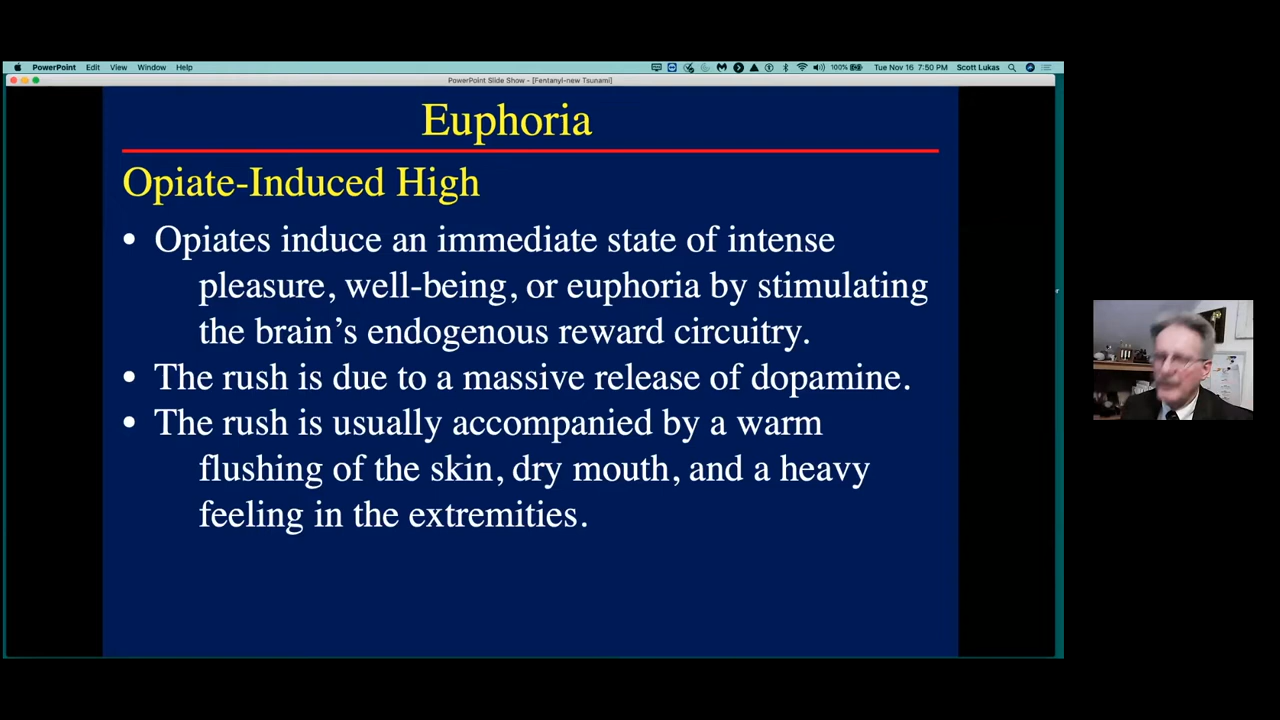 PowerPoint Edit View Window Help 100% Tue Nov 16 7:50 PM Scott Lukas
PowerPoint Slide Show - [Fentanyl-new Tsunami]
Euphoria
Opiate-Induced High
• Opiates induce an immediate state of intense
pleasure, well-being, or euphoria by stimulating
the brain’s endogenous reward circuitry.
• The rush is due to a massive release of dopamine.
• The rush is usually accompanied by a warm
flushing of the skin, dry mouth, and a heavy
feeling in the extremities.